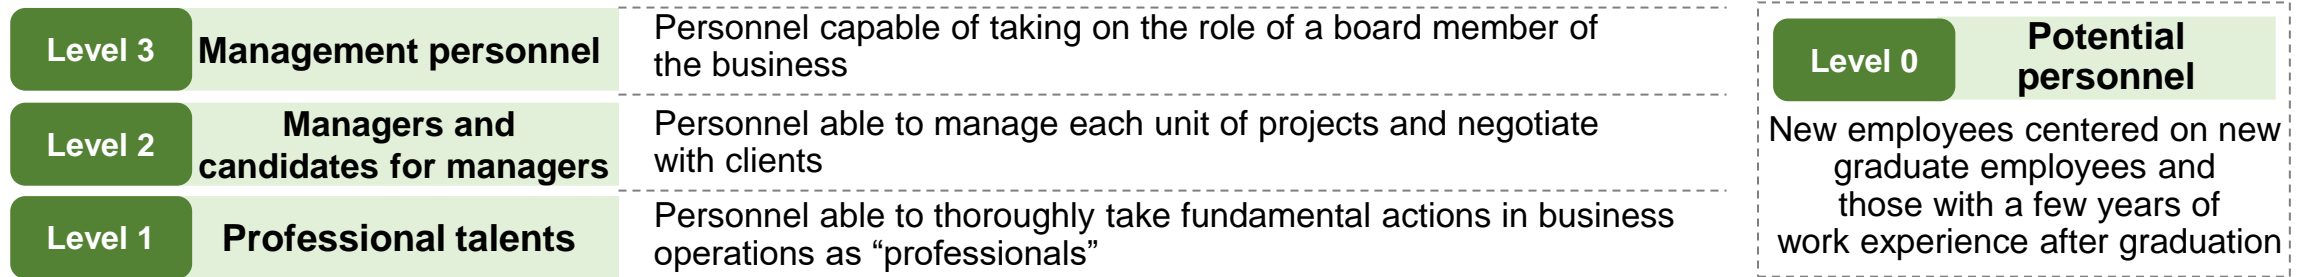 Level 3
Management personnel
Personnel capable of taking on the role of a board member of
the business
Level 2
Managers and
candidates for managers
Personnel able to manage each unit of projects and negotiate
with clients
Level 1
Professional talents
Personnel able to thoroughly take fundamental actions in business
operations as “professionals”
Level 0
Potential
personnel
New employees centered on new
graduate employees and
those with a few years of
work experience after graduation